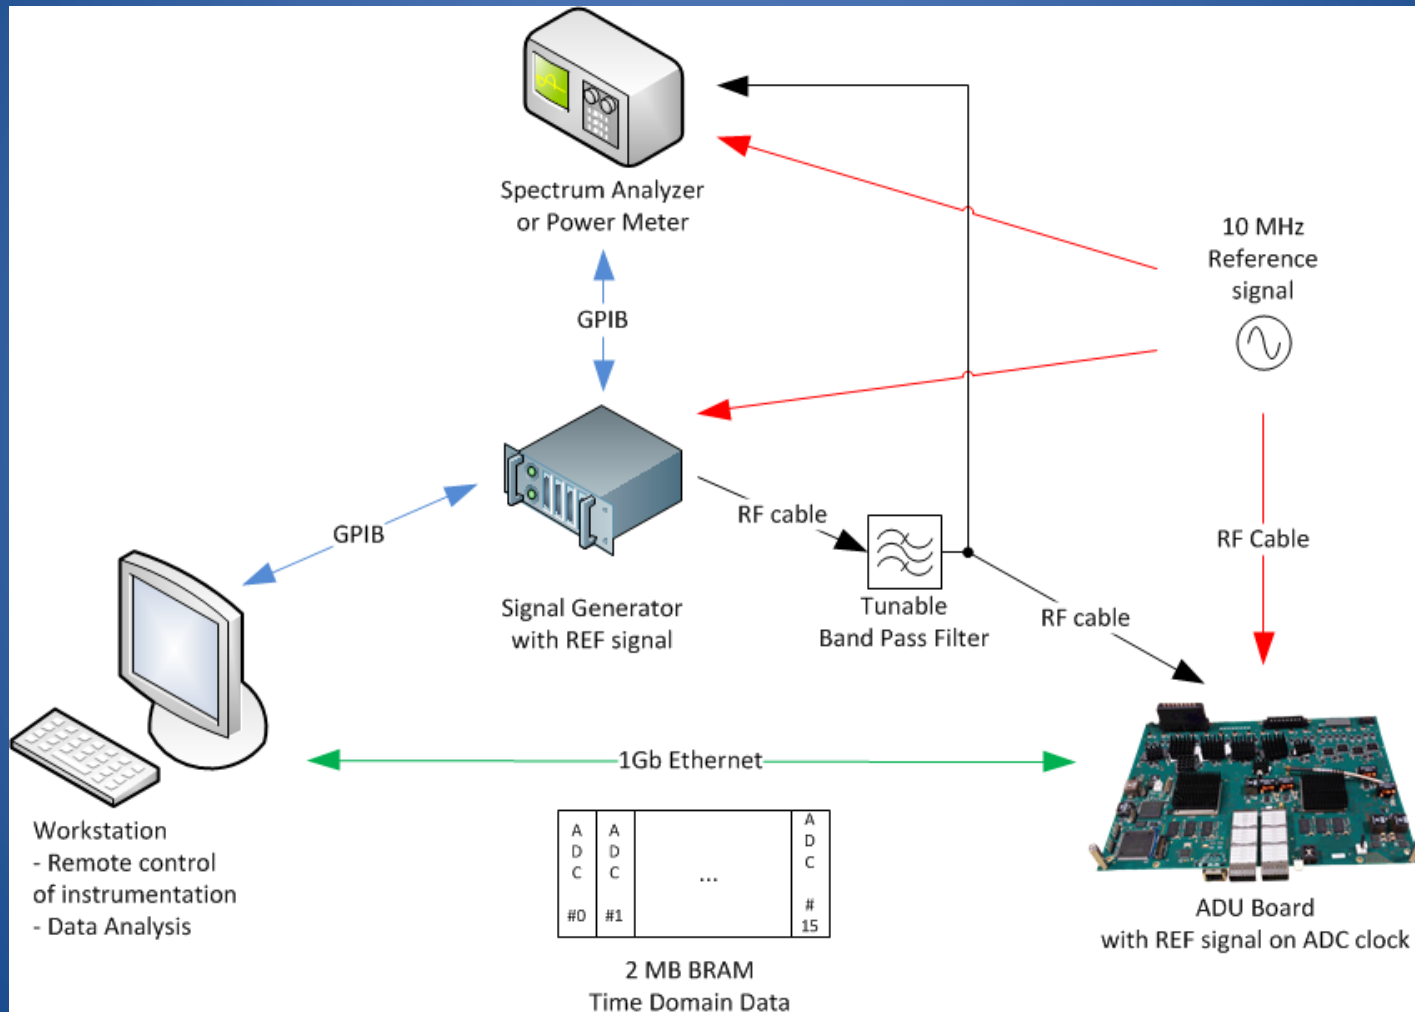 Spectrum Analyzer
or Power Meter
10 MHz
Reference
signal
GPIB
GPIB
RF cable
RF Cable
Signal Generator
with REF signal
Tunable
Band Pass Filter
RF cable
1Gb Ethernet
Workstation
- Remote control
of instrumentation
- Data Analysis
A
D
C
#0
A
D
C
#1
...
A
D
C
#
15
2 MB BRAM
Time Domain Data
ADU Board
with REF signal on ADC clock